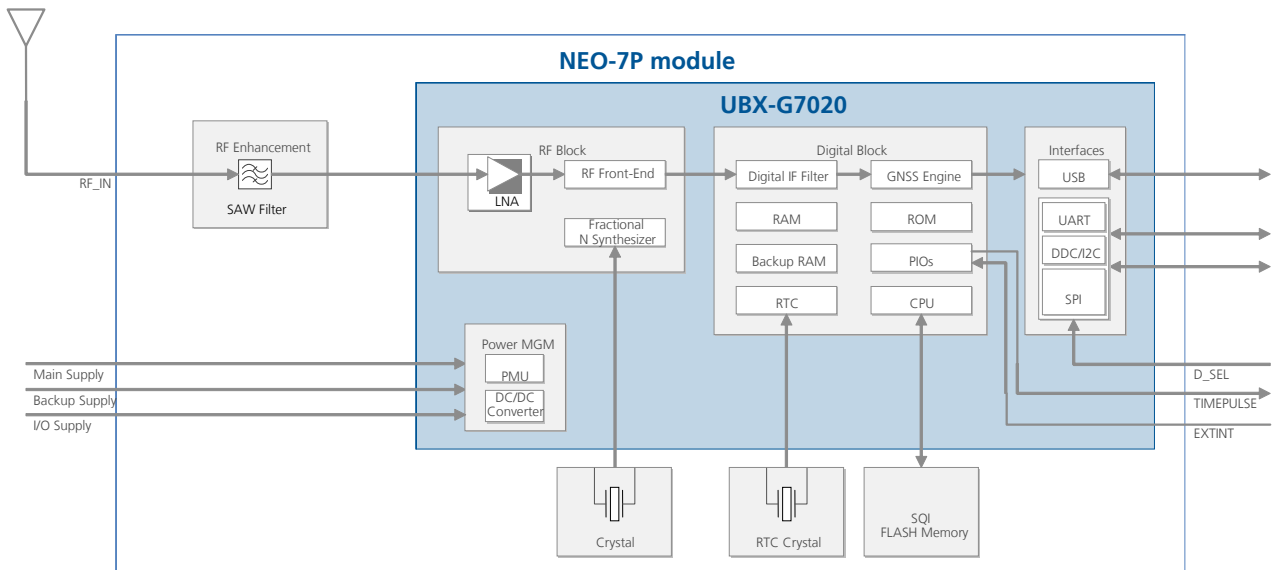 NEO-7P module
UBX-G7020
RF Enhancement
SAW Filter
RF_IN
RF Block
LNA
RF Front-End
Fractional
N Synthesizer
Digital Block
Digital IF Filter
GNSS Engine
RAM
ROM
Backup RAM
PIOs
RTC
CPU
Interfaces
USB
UART
DDC/I2C
SPI
Power MGM
PMU
DC/DC
Converter
Main Supply
Backup Supply
I/O Supply
D_SEL
TIMEPULSE
EXTINT
Crystal
RTC Crystal
SQI
FLASH Memory